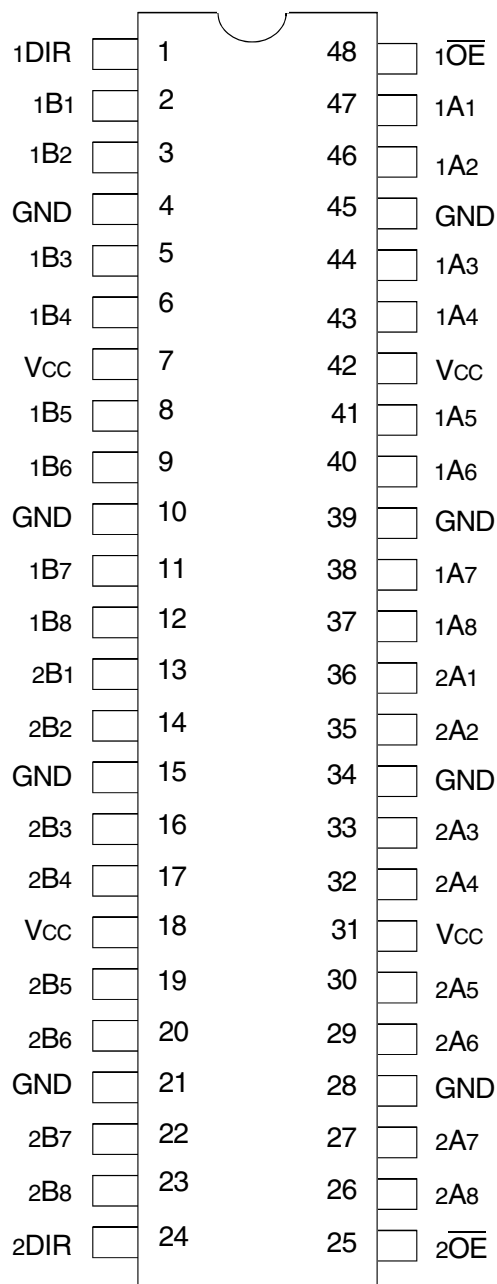 1DIR 1 48 1O̅E̅
1B1 2 47 1A1
1B2 3 46 1A2
GND 4 45 GND
1B3 5 44 1A3
1B4 6 43 1A4
VCC 7 42 VCC
1B5 8 41 1A5
1B6 9 40 1A6
GND 10 39 GND
1B7 11 38 1A7
1B8 12 37 1A8
2B1 13 36 2A1
2B2 14 35 2A2
GND 15 34 GND
2B3 16 33 2A3
2B4 17 32 2A4
VCC 18 31 VCC
2B5 19 30 2A5
2B6 20 29 2A6
GND 21 28 GND
2B7 22 27 2A7
2B8 23 26 2A8
2DIR 24 25 2O̅E̅